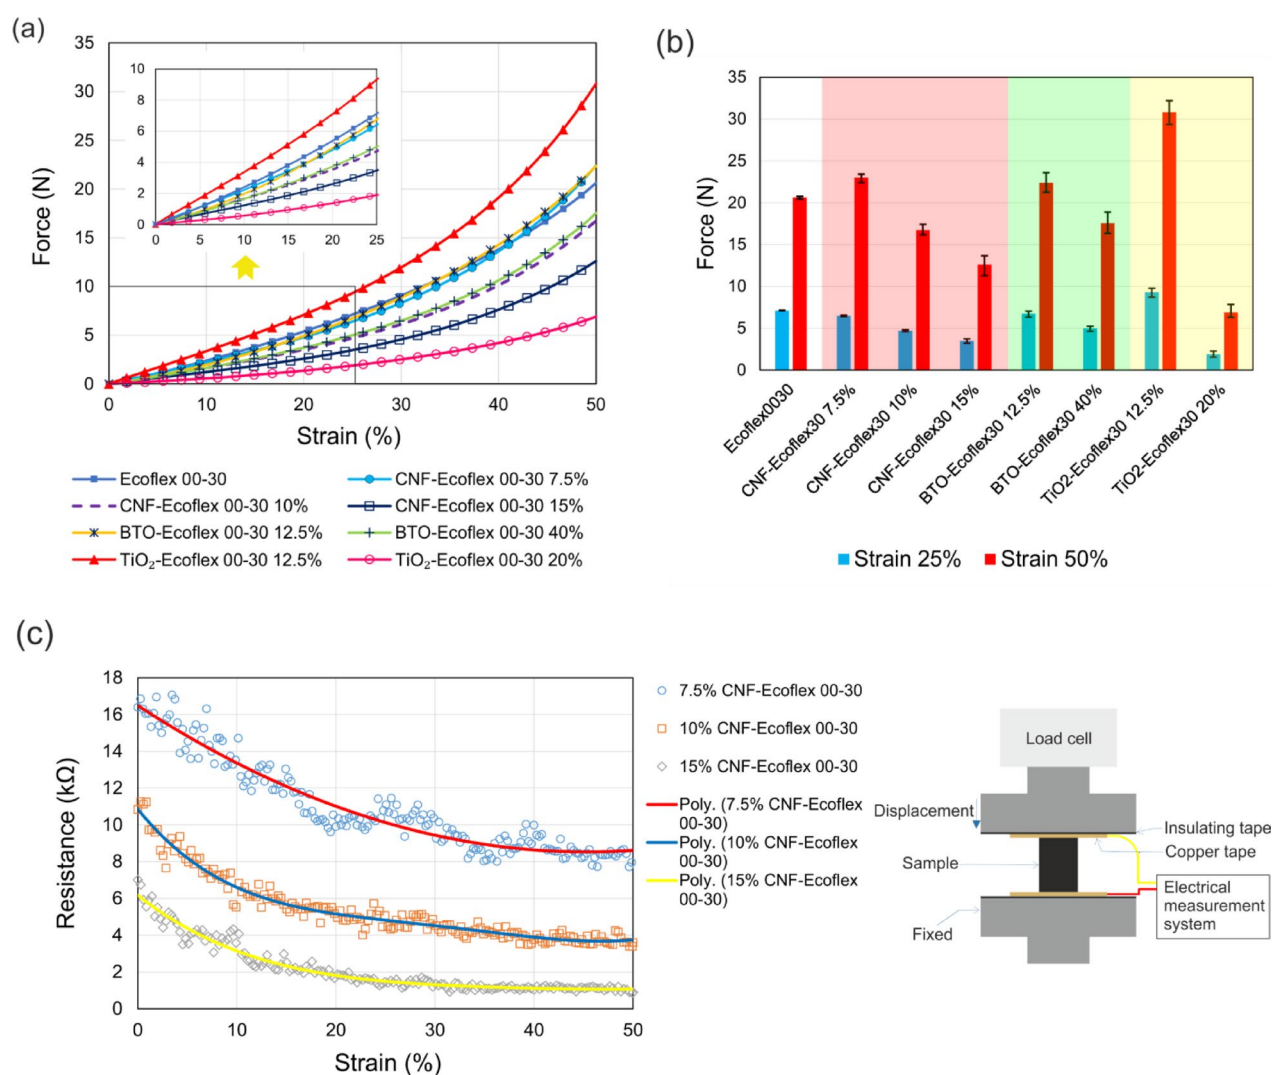 (a)
35
30
25
20
15
10
5
0
Force (N)
10
8
6
4
2
0
0 5 10 15 20 25
0 10 20 30 40 50
Strain (%)
Ecoflex 00-30
CNF-Ecoflex 00-30 7.5%
CNF-Ecoflex 00-30 10%
CNF-Ecoflex 00-30 15%
BTO-Ecoflex 00-30 12.5%
BTO-Ecoflex 00-30 40%
TiO₂-Ecoflex 00-30 12.5%
TiO₂-Ecoflex 00-30 20%
(b)
35
30
25
20
15
10
5
0
Force (N)
Ecoflex0030
CNF-Ecoflex30 7.5%
CNF-Ecoflex30 10%
CNF-Ecoflex30 15%
BTO-Ecoflex30 12.5%
BTO-Ecoflex30 40%
TiO2-Ecoflex30 12.5%
TiO2-Ecoflex30 20%
Strain 25%
Strain 50%
(c)
18
16
14
12
10
8
6
4
2
0
Resistance (kΩ)
0 10 20 30 40 50
Strain (%)
7.5% CNF-Ecoflex 00-30
10% CNF-Ecoflex 00-30
15% CNF-Ecoflex 00-30
Poly. (7.5% CNF-Ecoflex
00-30)
Poly. (10% CNF-Ecoflex
00-30)
Poly. (15% CNF-Ecoflex
00-30)
Load cell
Displacement
Insulating tape
Copper tape
Sample
Electrical
measurement
system
Fixed